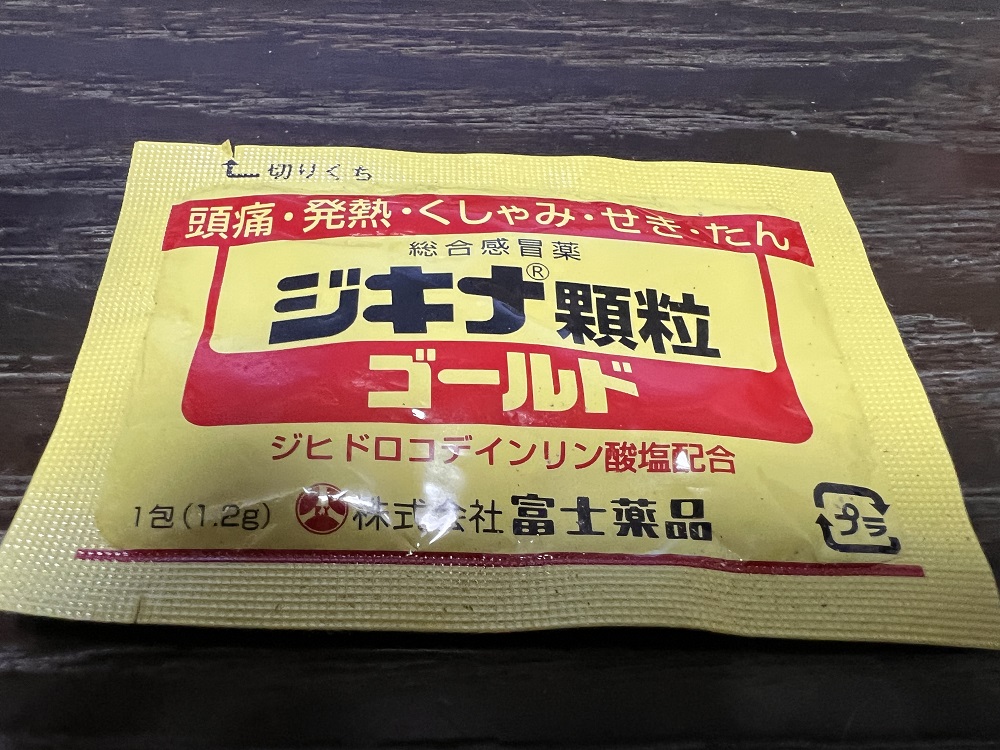 切りくち
頭痛・発熱・くしゃみ・せき・たん
総合感冒薬
ジキナ®顆粒
ゴールド
ジヒドロコデインリン酸塩配合
1包(1.2g) 株式会社 富士薬品
プラ